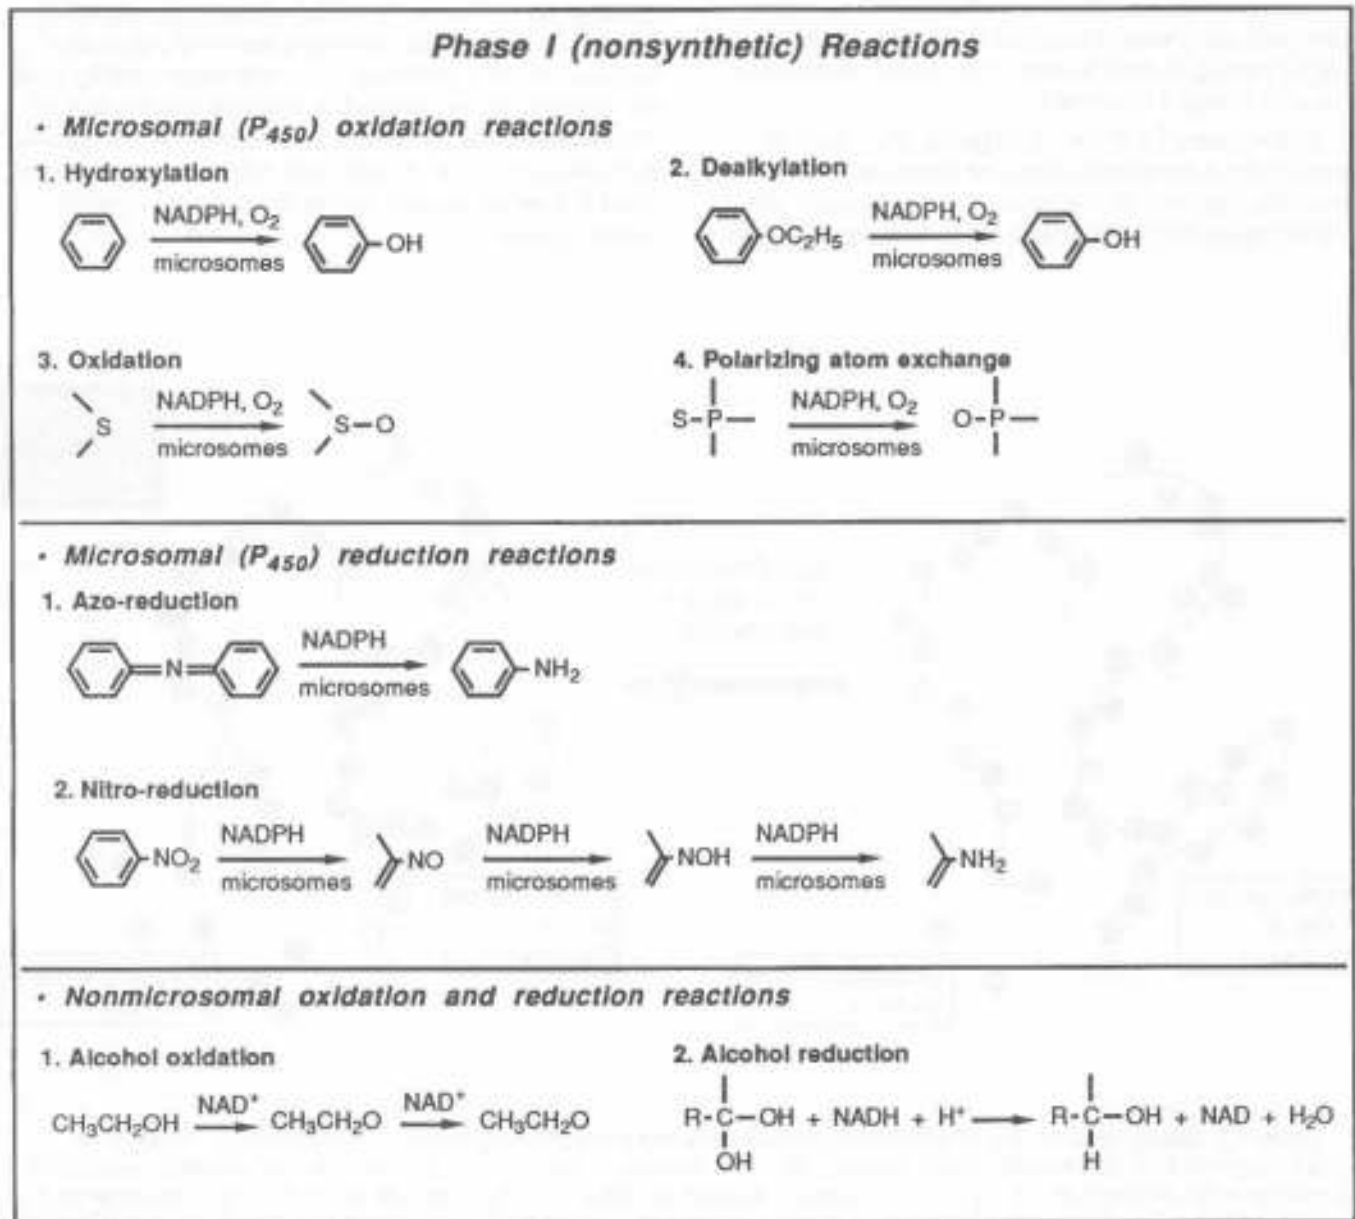 Phase I (nonsynthetic) Reactions
· Microsomal (P450) oxidation reactions
1. Hydroxylation
NADPH, O2
microsomes
OH
2. Dealkylation
OC2H5
NADPH, O2
microsomes
OH
3. Oxidation
S
NADPH, O2
microsomes
S—O
4. Polarizing atom exchange
S-P
NADPH, O2
microsomes
O-P
· Microsomal (P450) reduction reactions
1. Azo-reduction
N
NADPH
microsomes
NH2
2. Nitro-reduction
NO2
NADPH
microsomes
NO
NADPH
microsomes
NOH
NADPH
microsomes
NH2
· Nonmicrosomal oxidation and reduction reactions
1. Alcohol oxidation
CH3CH2OH NAD+ CH3CH2O NAD+ CH3CH2O
2. Alcohol reduction
R-C—OH + NADH + H+ R-C—OH + NAD + H2O
OH H